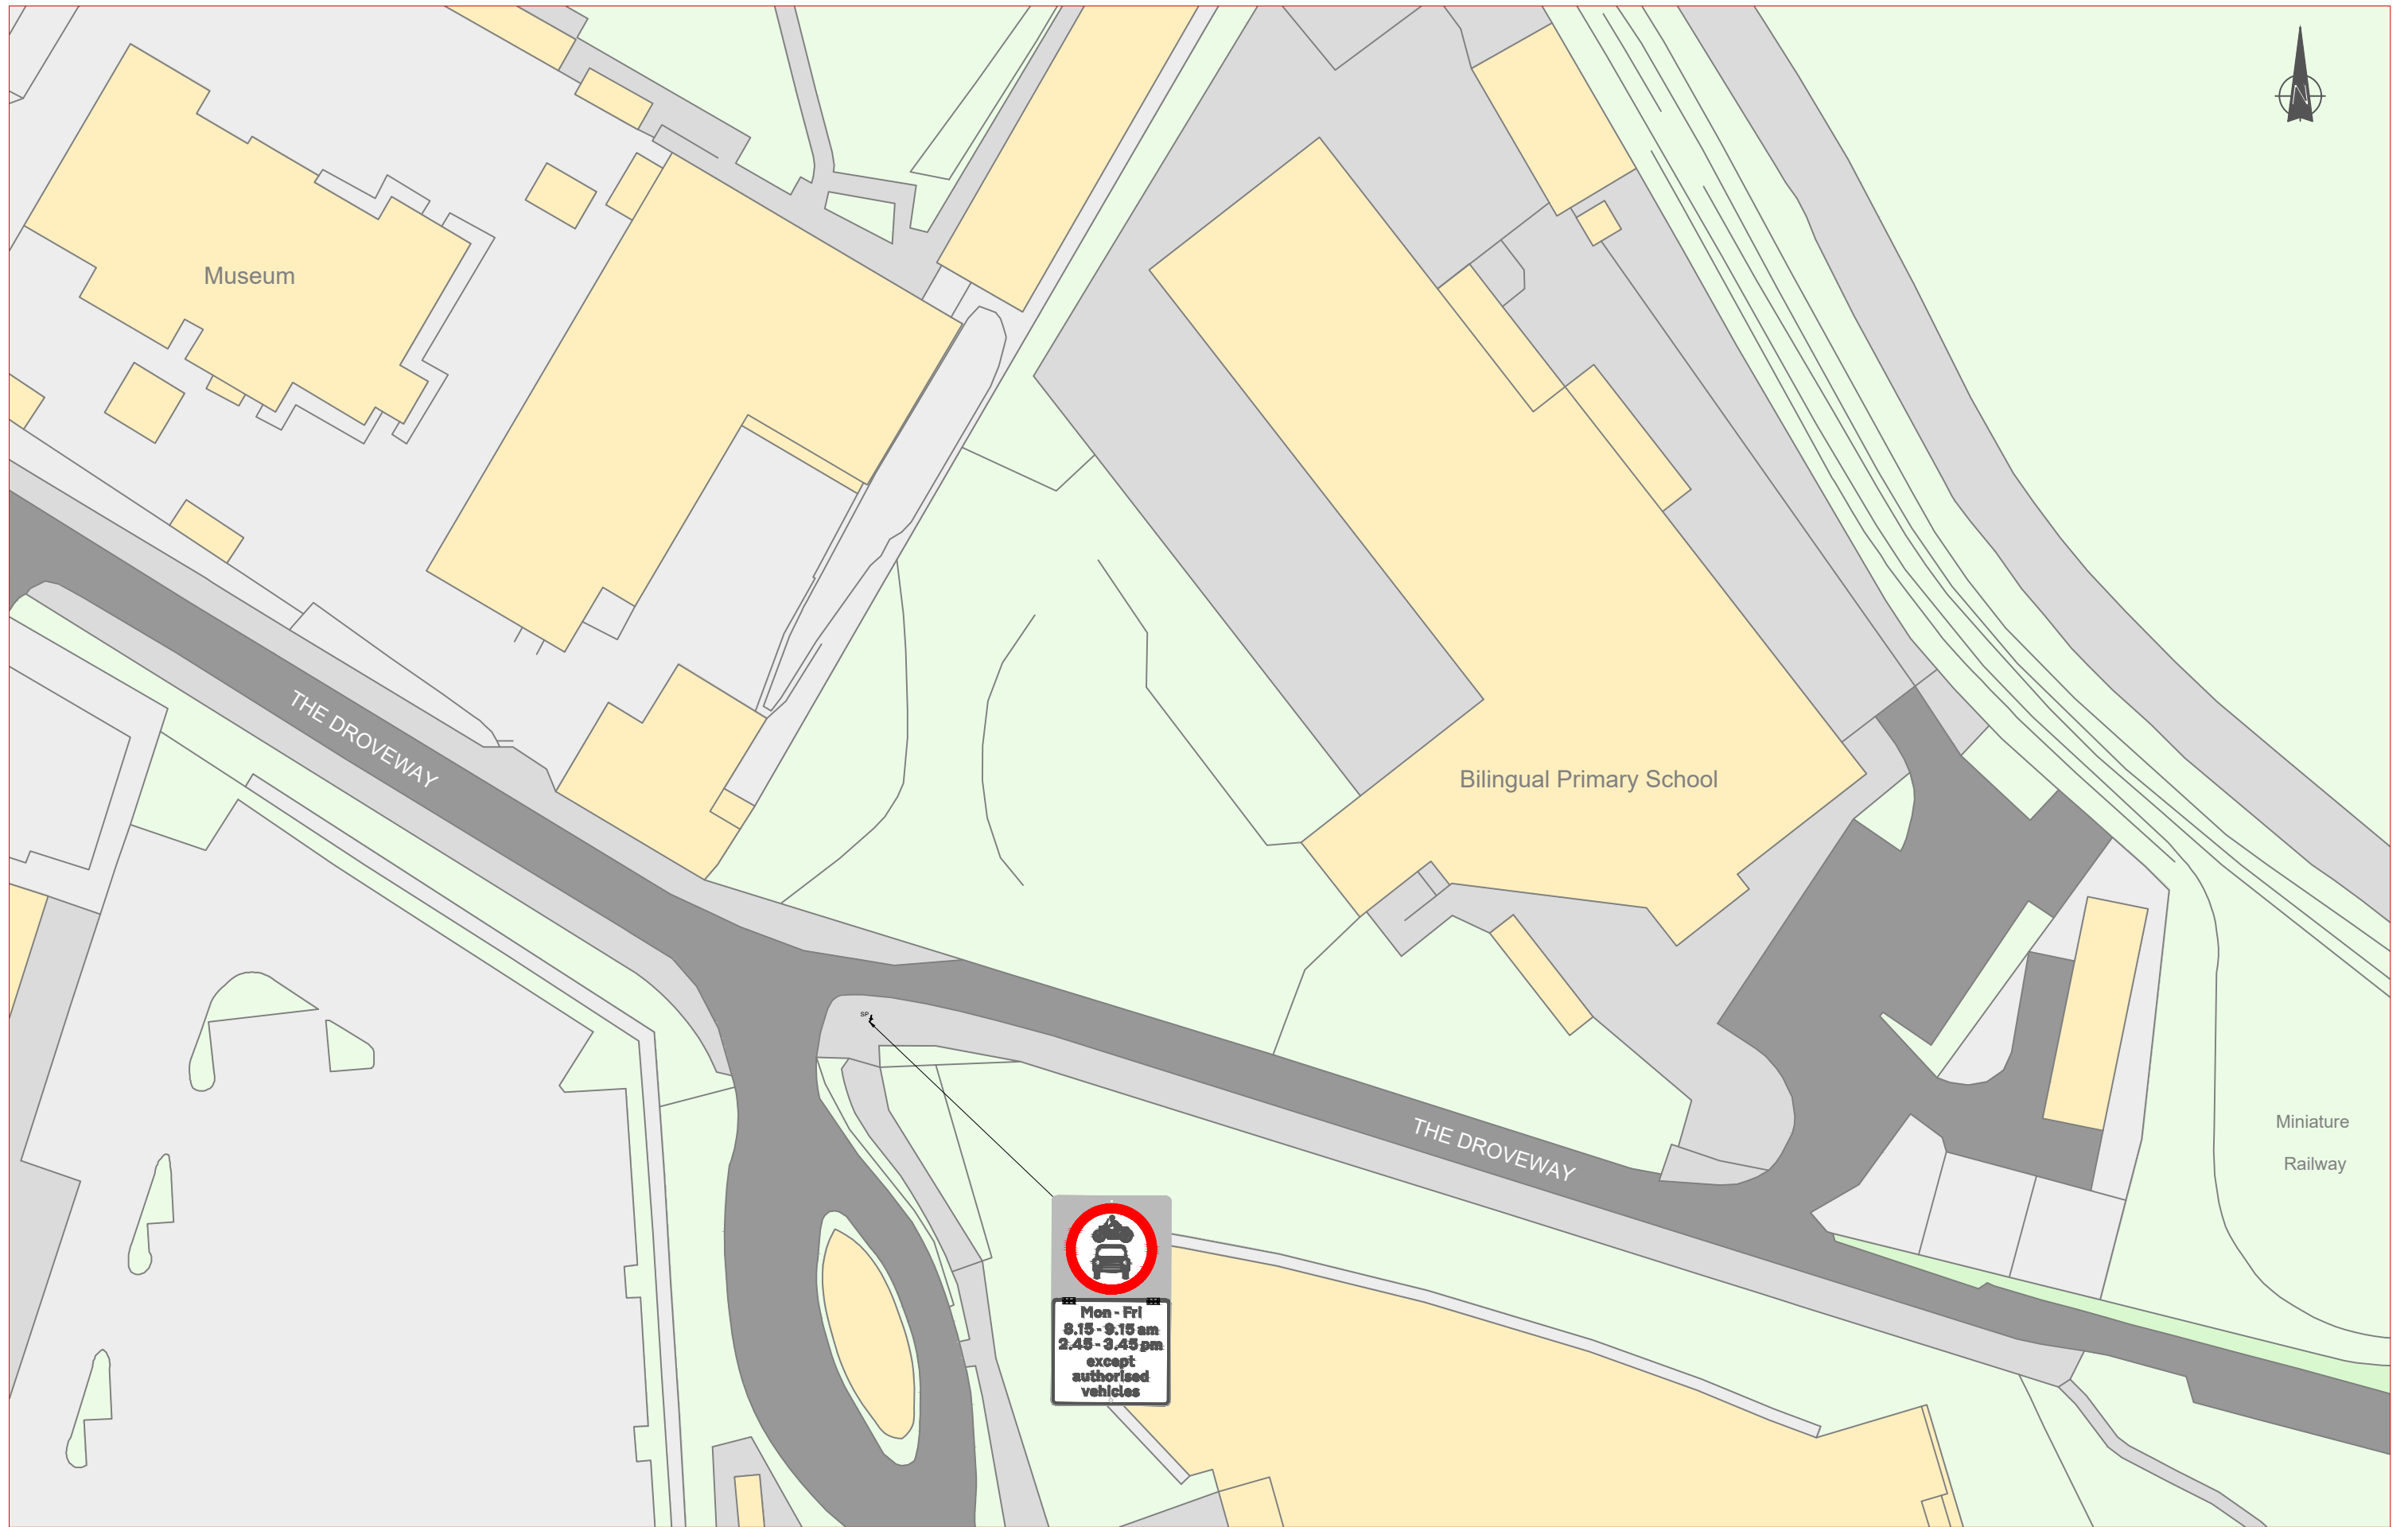 N
Museum
THE DROVEWAY
Bilingual Primary School
SP
THE DROVEWAY
Miniature
Railway
Mon - Fri
8.15 - 9.15 am
2.45 - 3.45 pm
except
authorised
vehicles